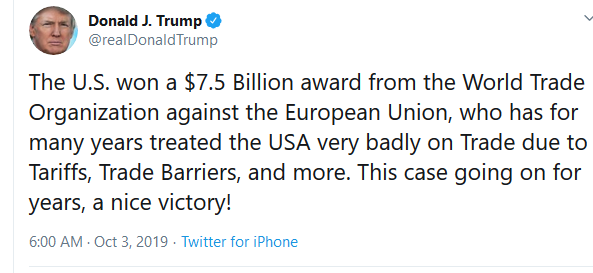 Donald J. Trump
@realDonaldTrump
The U.S. won a $7.5 Billion award from the World Trade
Organization against the European Union, who has for
many years treated the USA very badly on Trade due to
Tariffs, Trade Barriers, and more. This case going on for
years, a nice victory!
6:00 AM · Oct 3, 2019 · Twitter for iPhone